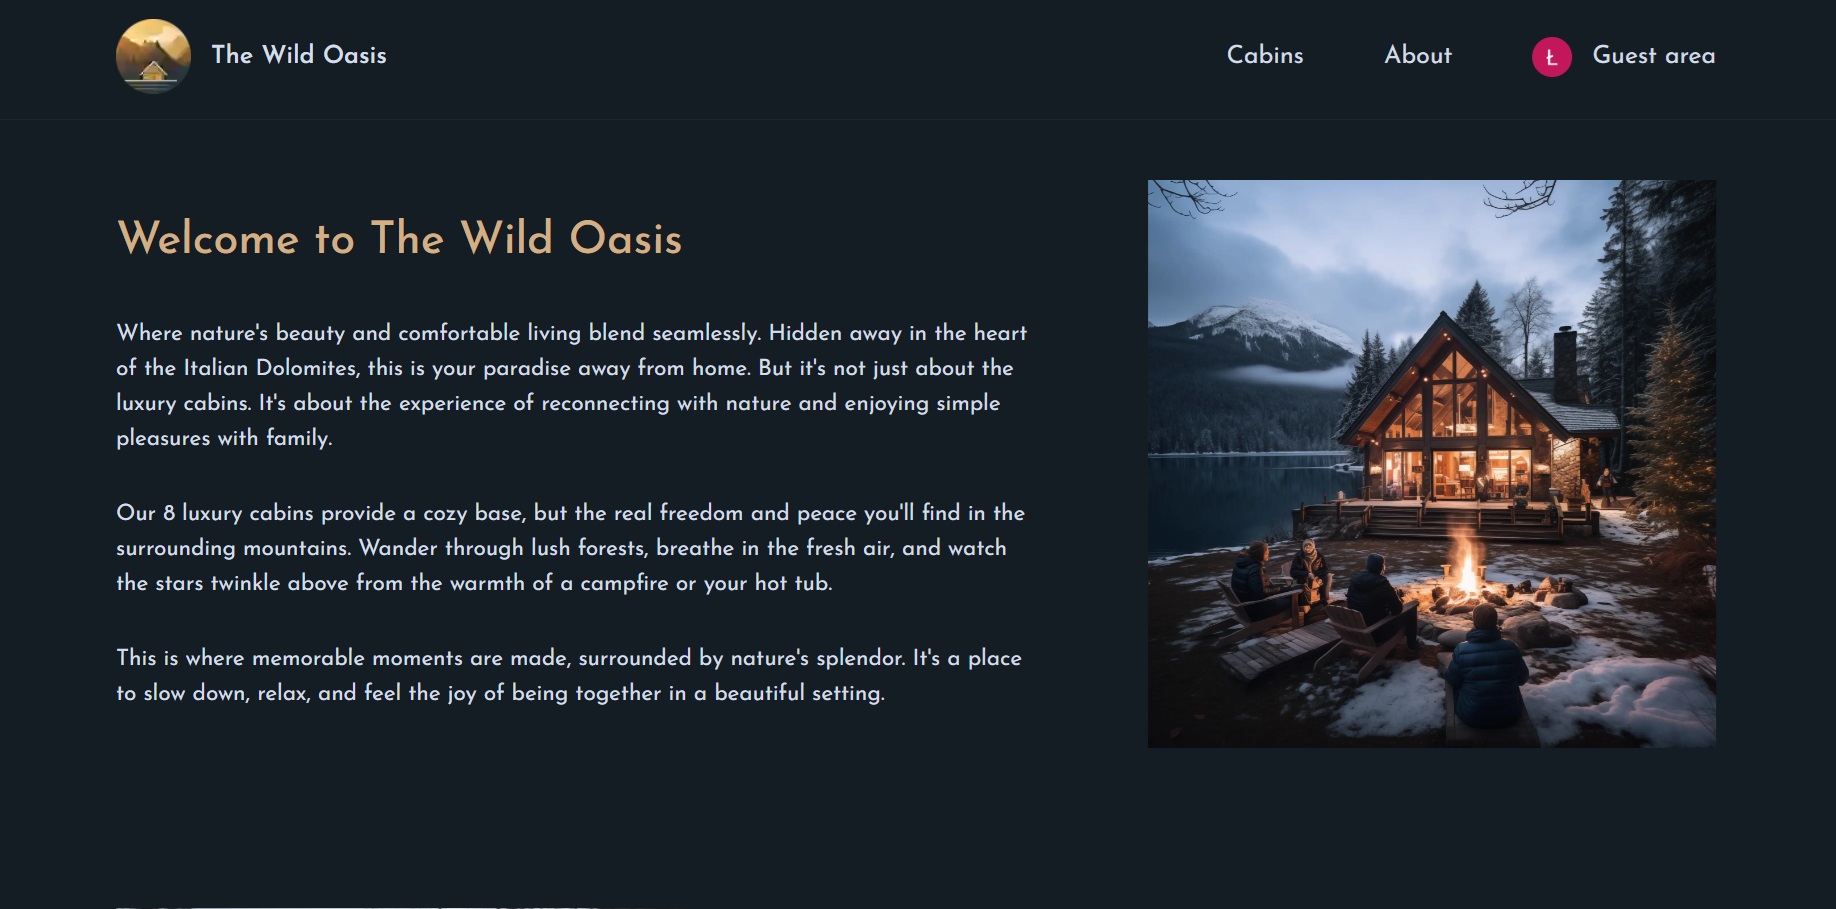 The Wild Oasis
Cabins
About
Ł
Guest area
Welcome to The Wild Oasis
Where nature's beauty and comfortable living blend seamlessly. Hidden away in the heart
of the Italian Dolomites, this is your paradise away from home. But it's not just about the
luxury cabins. It's about the experience of reconnecting with nature and enjoying simple
pleasures with family.
Our 8 luxury cabins provide a cozy base, but the real freedom and peace you'll find in the
surrounding mountains. Wander through lush forests, breathe in the fresh air, and watch
the stars twinkle above from the warmth of a campfire or your hot tub.
This is where memorable moments are made, surrounded by nature's splendor. It's a place
to slow down, relax, and feel the joy of being together in a beautiful setting.